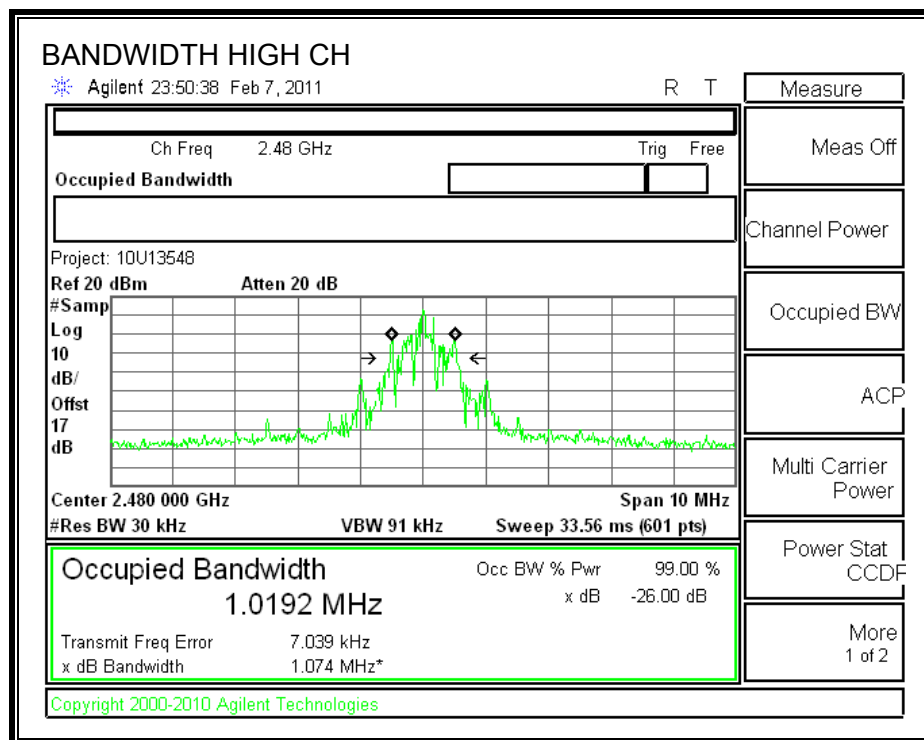 BANDWIDTH HIGH CH
Agilent 23:50:38 Feb 7, 2011 R T
Measure
Ch Freq 2.48 GHz Trig Free
Meas Off
Occupied Bandwidth
Channel Power
Project: 10U13548
Ref 20 dBm Atten 20 dB
#Samp
Log
10
dB/
Offst
17
dB
Occupied BW
ACP
Multi Carrier
Power
Center 2.480 000 GHz Span 10 MHz
#Res BW 30 kHz VBW 91 kHz Sweep 33.56 ms (601 pts)
Power Stat
CCDF
Occupied Bandwidth Occ BW % Pwr 99.00 %
1.0192 MHz x dB -26.00 dB
Transmit Freq Error 7.039 kHz
x dB Bandwidth 1.074 MHz*
More
1 of 2
Copyright 2000-2010 Agilent Technologies